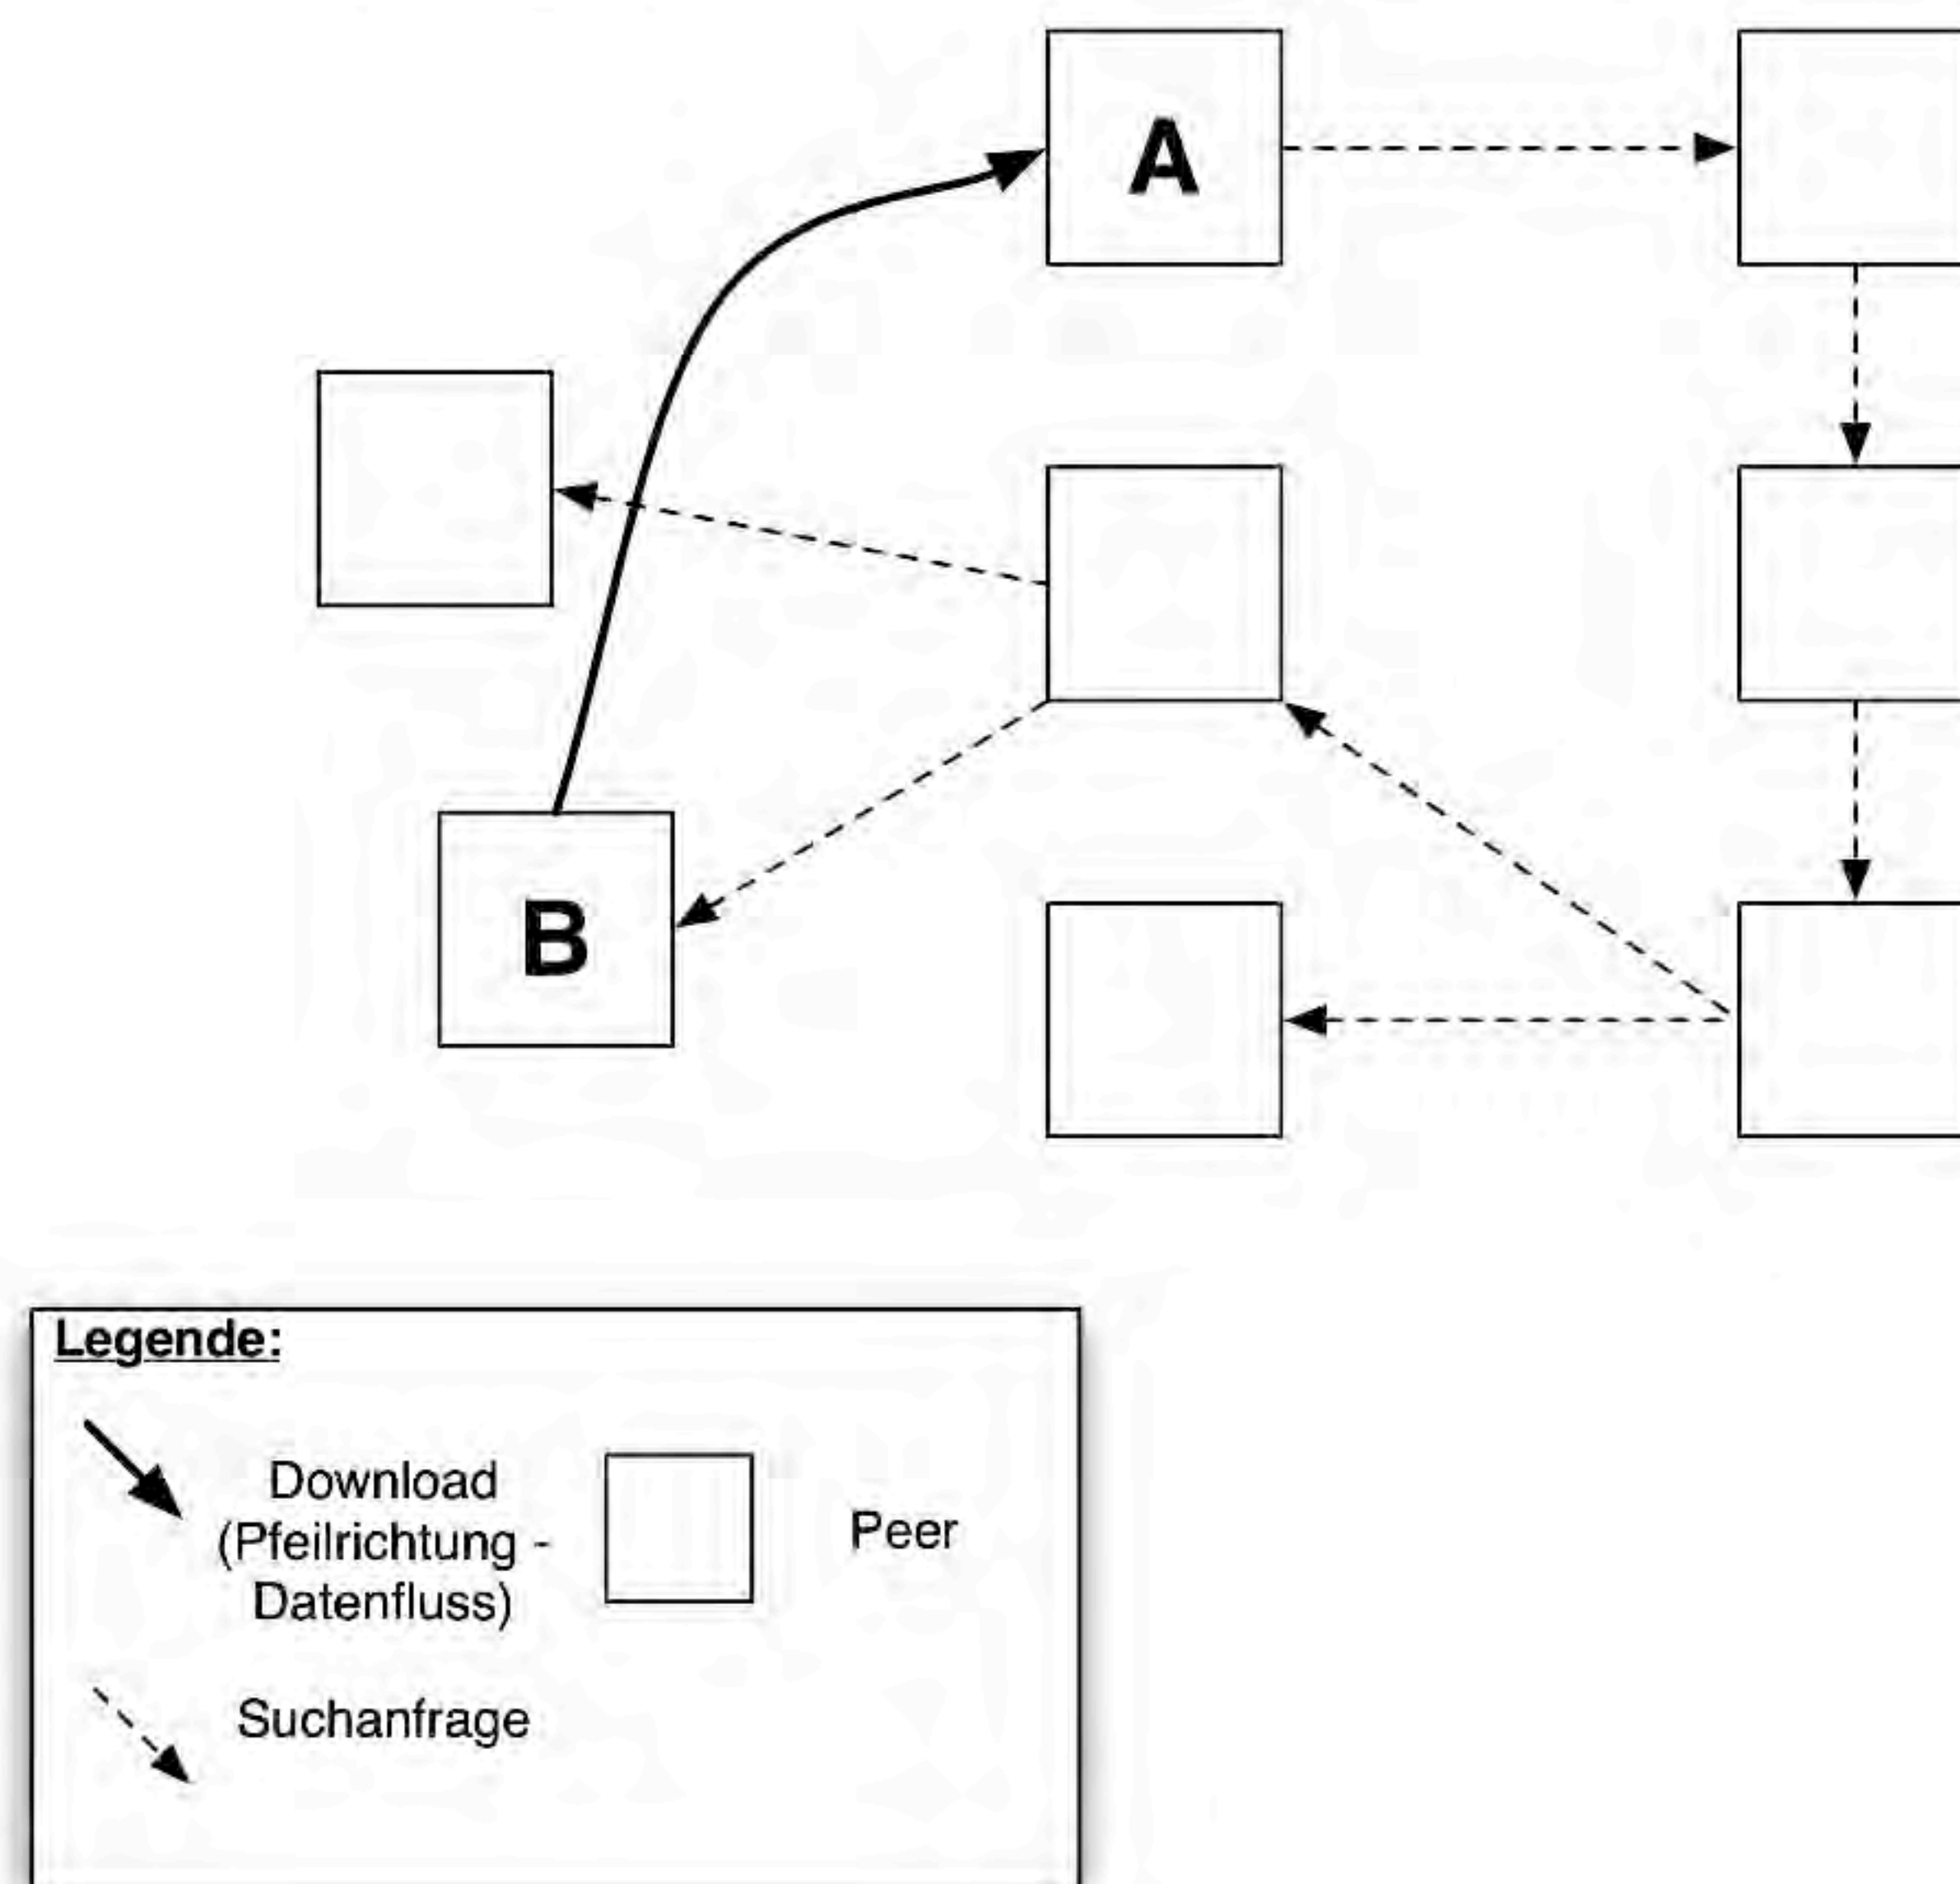 A
B
Legende:
Download
(Pfeilrichtung -
Datenfluss)
Peer
Suchanfrage